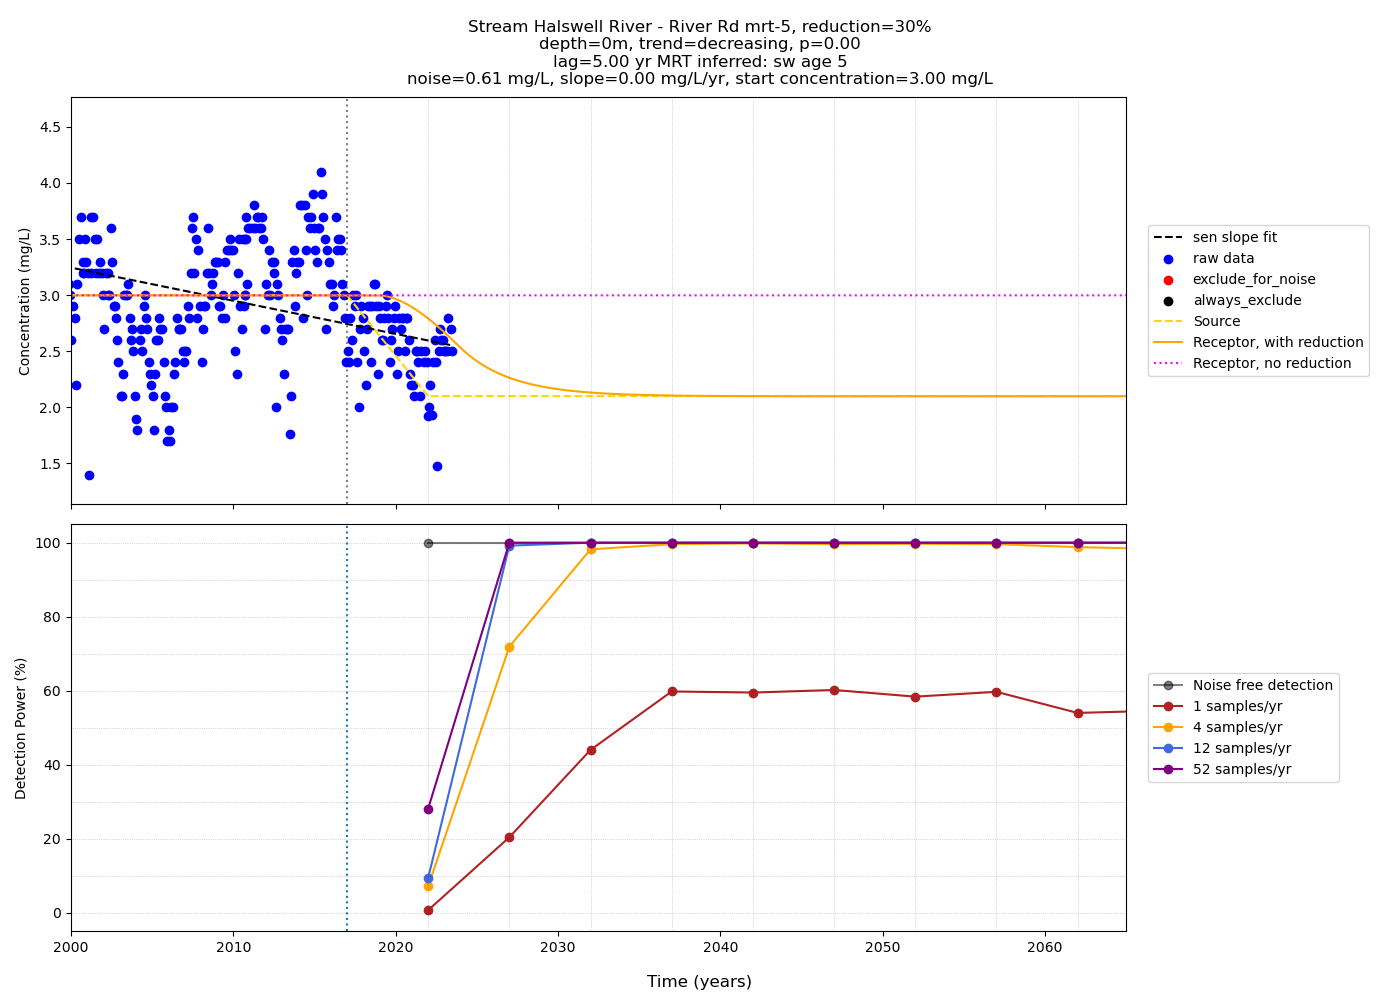 Stream Halswell River - River Rd mrt-5, reduction=30%
depth=0m, trend=decreasing, p=0.00
lag=5.00 yr MRT inferred: sw age 5
noise=0.61 mg/L, slope=0.00 mg/L/yr, start concentration=3.00 mg/L
Concentration (mg/L)
4.5
4.0
3.5
3.0
2.5
2.0
1.5
sen slope fit
raw data
exclude_for_noise
always_exclude
Source
Receptor, with reduction
Receptor, no reduction
Detection Power (%)
100
80
60
40
20
0
Noise free detection
1 samples/yr
4 samples/yr
12 samples/yr
52 samples/yr
2000 2010 2020 2030 2040 2050 2060
Time (years)